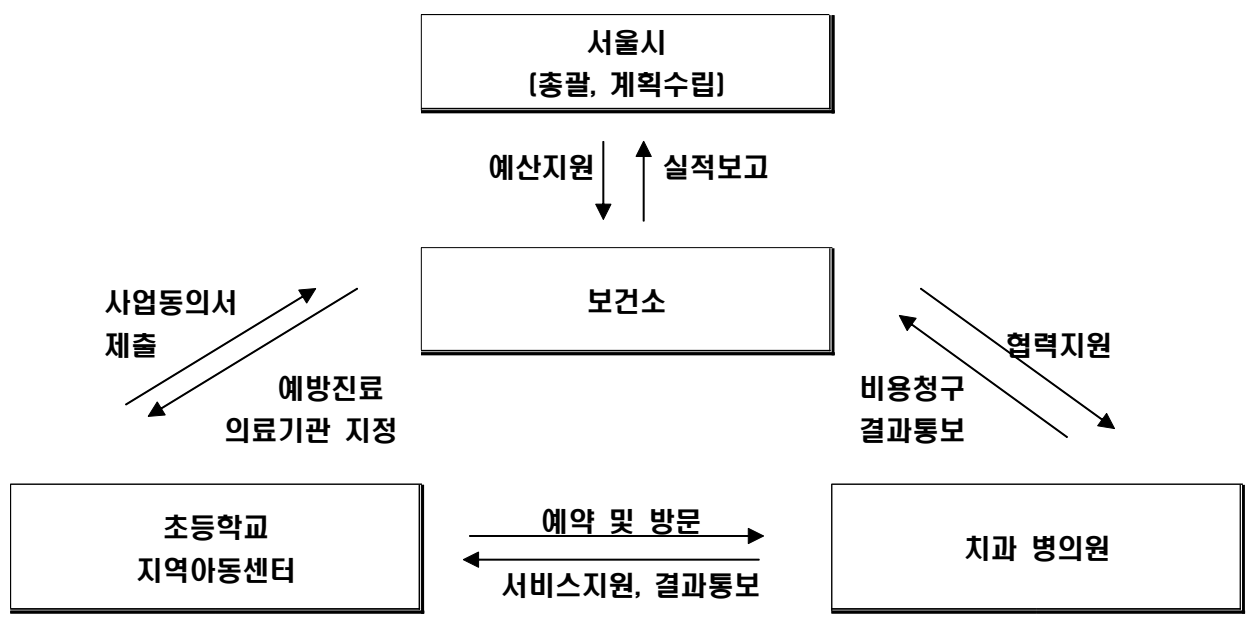 서울시
(총괄, 계획수립)
예산지원
실적보고
보건소
사업동의서
제출
예방진료
의료기관 지정
협력지원
비용청구
결과통보
초등학교
지역아동센터
예약 및 방문
서비스지원, 결과통보
치과 병의원